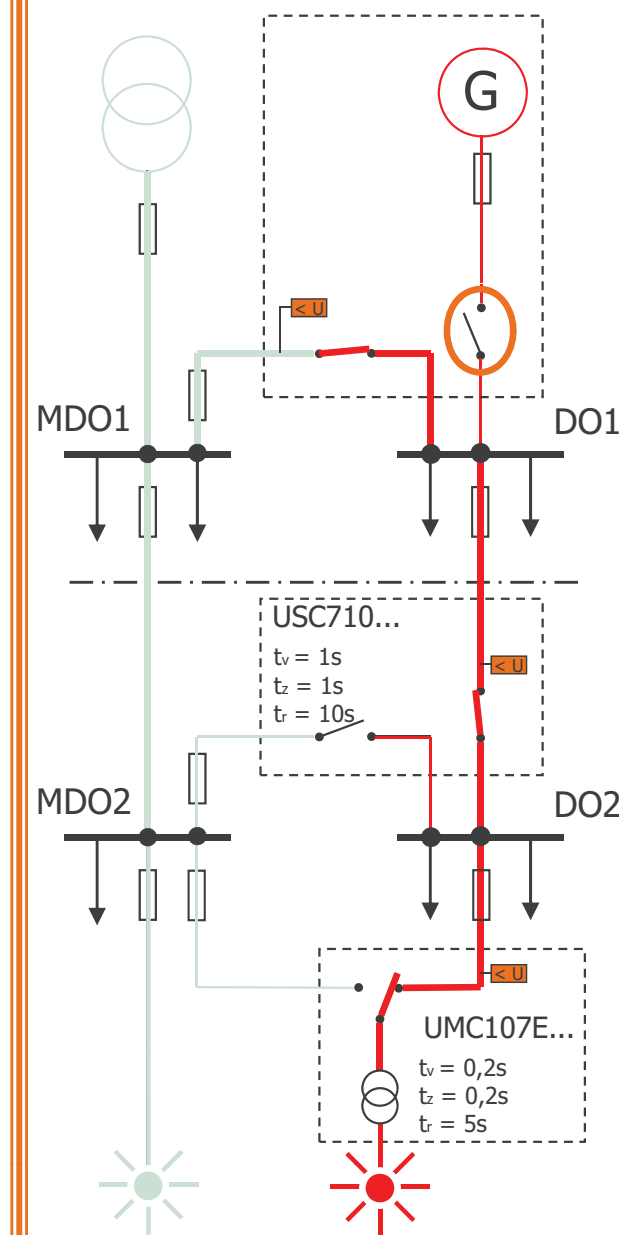 G
< U
MDO1
DO1
USC710...
tv = 1s
tz = 1s
tr = 10s
< U
MDO2
DO2
< U
UMC107E...
tv = 0,2s
tz = 0,2s
tr = 5s